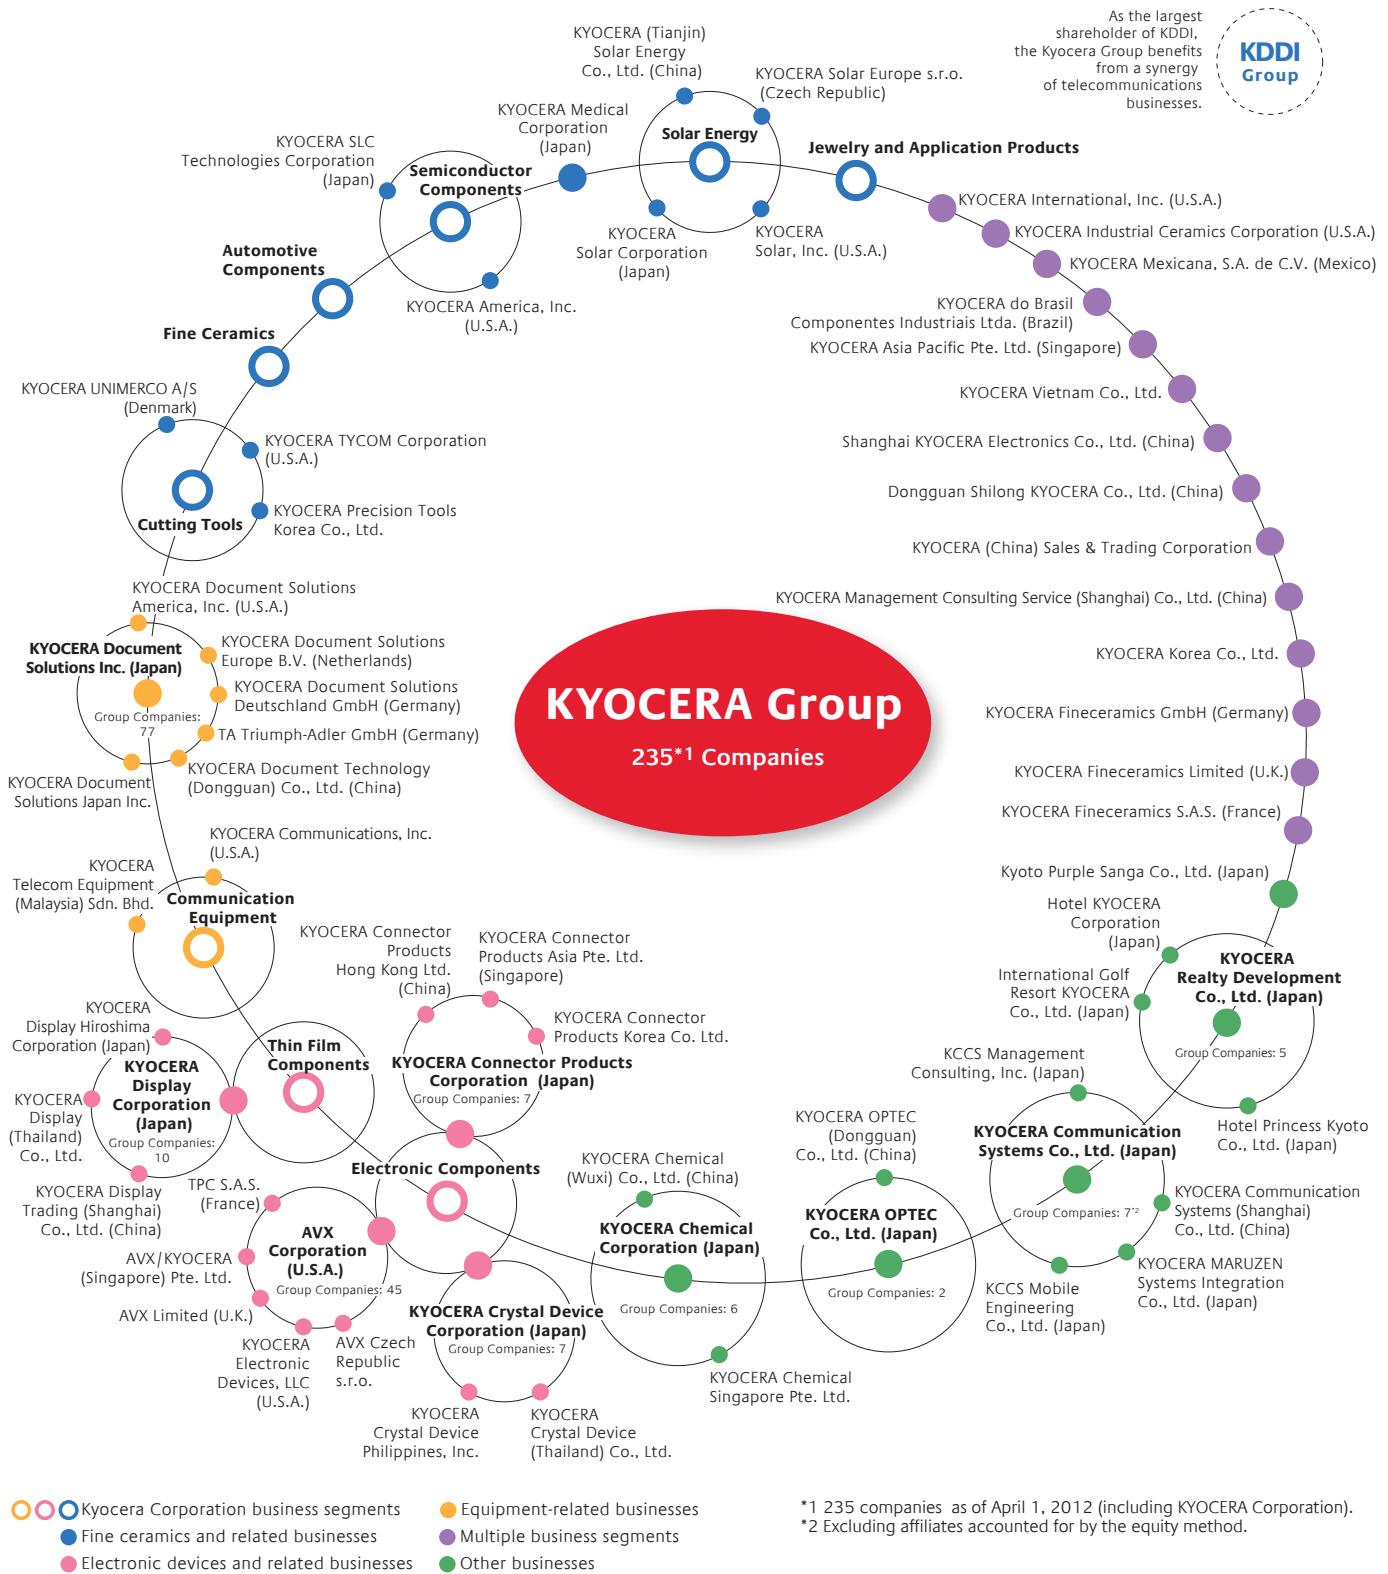 As the largest
shareholder of KDDI,
the Kyocera Group benefits
from a synergy
of telecommunications
businesses.
KDDI
Group
KYOCERA (Tianjin)
Solar Energy
Co., Ltd. (China)
KYOCERA Solar Europe s.r.o.
(Czech Republic)
KYOCERA Medical
Corporation
(Japan)
Solar Energy
KYOCERA
Solar Corporation
(Japan)
KYOCERA
Solar, Inc. (U.S.A.)
Jewelry and Application Products
KYOCERA SLC
Technologies Corporation
(Japan)
Semiconductor
Components
KYOCERA America, Inc.
(U.S.A.)
Automotive
Components
Fine Ceramics
KYOCERA UNIMERCO A/S
(Denmark)
KYOCERA TYCOM Corporation
(U.S.A.)
KYOCERA Precision Tools
Korea Co., Ltd.
Cutting Tools
KYOCERA International, Inc. (U.S.A.)
KYOCERA Industrial Ceramics Corporation (U.S.A.)
KYOCERA Mexicana, S.A. de C.V. (Mexico)
KYOCERA do Brasil
Componentes Industriais Ltda. (Brazil)
KYOCERA Asia Pacific Pte. Ltd. (Singapore)
KYOCERA Vietnam Co., Ltd.
Shanghai KYOCERA Electronics Co., Ltd. (China)
Dongguan Shilong KYOCERA Co., Ltd. (China)
KYOCERA (China) Sales & Trading Corporation
KYOCERA Management Consulting Service (Shanghai) Co., Ltd. (China)
KYOCERA Korea Co., Ltd.
KYOCERA Fineceramics GmbH (Germany)
KYOCERA Fineceramics Limited (U.K.)
KYOCERA Fineceramics S.A.S. (France)
Kyoto Purple Sanga Co., Ltd. (Japan)
KYOCERA Document Solutions
America, Inc. (U.S.A.)
KYOCERA Document
Solutions Inc. (Japan)
Group Companies:
77
KYOCERA Document Solutions
Europe B.V. (Netherlands)
KYOCERA Document Solutions
Deutschland GmbH (Germany)
TA Triumph-Adler GmbH (Germany)
KYOCERA Document Technology
(Dongguan) Co., Ltd. (China)
KYOCERA Document
Solutions Japan Inc.
KYOCERA Group
235*1 Companies
KYOCERA Communications, Inc.
(U.S.A.)
KYOCERA
Telecom Equipment
(Malaysia) Sdn. Bhd.
Communication
Equipment
Hotel KYOCERA
Corporation
(Japan)
International Golf
Resort KYOCERA
Co., Ltd. (Japan)
KYOCERA
Realty Development
Co., Ltd. (Japan)
Group Companies: 5
Hotel Princess Kyoto
Co., Ltd. (Japan)
KYOCERA Connector
Products
Hong Kong Ltd.
(China)
KYOCERA Connector
Products Asia Pte. Ltd.
(Singapore)
KYOCERA Connector
Products Korea Co. Ltd.
KYOCERA Connector Products
Corporation (Japan)
Group Companies: 7
KYOCERA
Display Hiroshima
Corporation (Japan)
KYOCERA
Display
Corporation
(Japan)
Group Companies:
10
KYOCERA
Display
(Thailand)
Co., Ltd.
KYOCERA Display
Trading (Shanghai)
Co., Ltd. (China)
Thin Film
Components
Electronic Components
TPC S.A.S.
(France)
AVX
Corporation
(U.S.A.)
Group Companies: 45
AVX/KYOCERA
(Singapore) Pte. Ltd.
AVX Limited (U.K.)
KYOCERA
Electronic
Devices, LLC
(U.S.A.)
AVX Czech
Republic
s.r.o.
KYOCERA Crystal Device
Corporation (Japan)
Group Companies: 7
KYOCERA
Crystal Device
Philippines, Inc.
KYOCERA
Crystal Device
(Thailand) Co., Ltd.
KYOCERA Chemical
(Wuxi) Co., Ltd. (China)
KYOCERA Chemical
Corporation (Japan)
Group Companies: 6
KYOCERA Chemical
Singapore Pte. Ltd.
KYOCERA OPTEC
(Dongguan)
Co., Ltd. (China)
KYOCERA OPTEC
Co., Ltd. (Japan)
Group Companies: 2
KCCS Management
Consulting, Inc. (Japan)
KYOCERA Communication
Systems Co., Ltd. (Japan)
Group Companies: 7*2
KYOCERA Communication
Systems (Shanghai)
Co., Ltd. (China)
KYOCERA MARUZEN
Systems Integration
Co., Ltd. (Japan)
KCCS Mobile
Engineering
Co., Ltd. (Japan)
Kyocera Corporation business segments
Fine ceramics and related businesses
Electronic devices and related businesses
Equipment-related businesses
Multiple business segments
Other businesses
*1 235 companies as of April 1, 2012 (including KYOCERA Corporation).
*2 Excluding affiliates accounted for by the equity method.